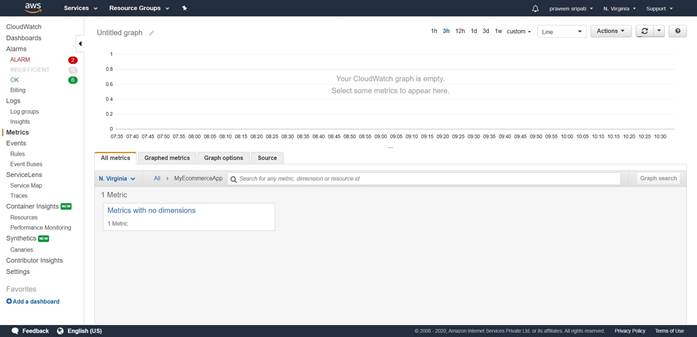 aws Services Resource Groups praveen sripati N. Virginia Support
CloudWatch
Dashboards
Alarms
ALARM 2
INSUFFICIENT
OK 6
Billing
Logs
Log groups
Insights
Metrics
Events
Rules
Event Buses
ServiceLens
Service Map
Traces
Container Insights NEW
Resources
Performance Monitoring
Synthetics NEW
Canaries
Contributor Insights
Settings
Favorites
Add a dashboard
Untitled graph
1h 3h 12h 1d 3d 1w custom Line Actions
1
0.8
0.6
0.4
0.2
0
Your CloudWatch graph is empty.
Select some metrics to appear here.
07:35 07:40 07:45 07:50 07:55 08:00 08:05 08:10 08:15 08:20 08:25 08:30 08:35 08:40 08:45 08:50 08:55 09:00 09:05 09:10 09:15 09:20 09:25 09:30 09:35 09:40 09:45 09:50 09:55 10:00 10:05 10:10 10:15 10:20 10:25 10:30
All metrics Graphed metrics Graph options Source
N. Virginia All MyEcommerceApp Search for any metric, dimension or resource id Graph search
1 Metric
Metrics with no dimensions
1 Metric
Feedback English (US) © 2008 - 2020, Amazon Internet Services Private Ltd. or its affiliates. All rights reserved. Privacy Policy Terms of Use